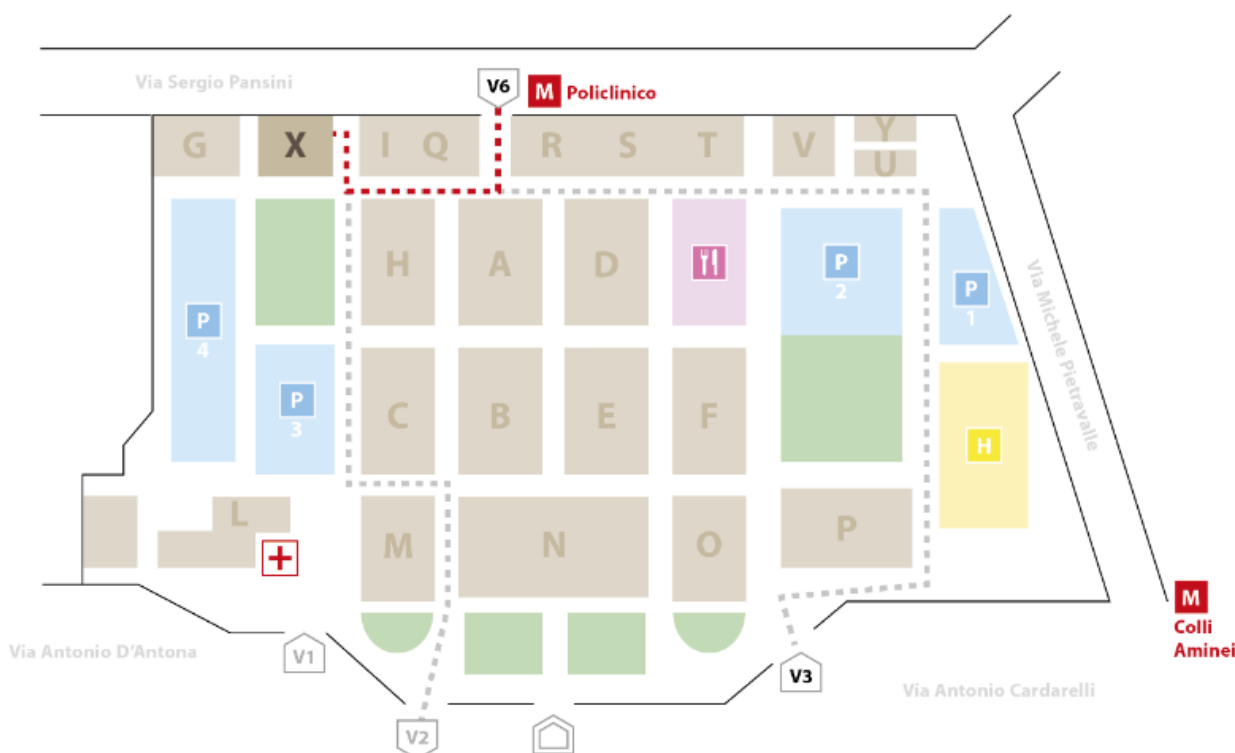 Via Sergio Pansini
V6
M Policlinico
G
X
I
Q
R
S
T
V
Y
U
H
A
D
P
2
P
1
P
4
Via Michele Pietravalle
P
3
C
B
E
F
H
L
M
N
O
P
M
Colli
Aminei
Via Antonio D'Antona
V1
V3
Via Antonio Cardarelli
V2